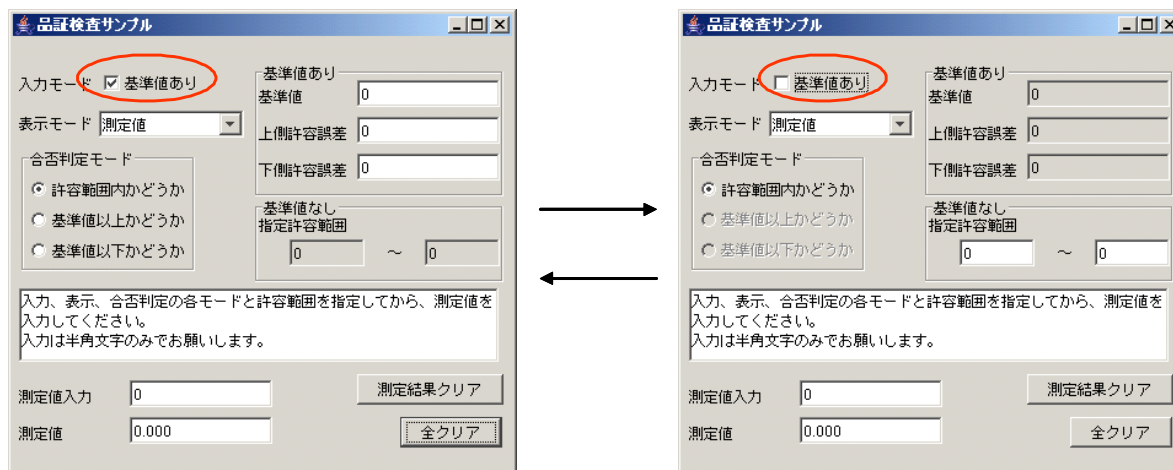 品証検査サンプル
入力モード 基準値あり
表示モード 測定値
合否判定モード
許容範囲内かどうか
基準値以上かどうか
基準値以下かどうか
基準値あり
基準値 0
上側許容誤差 0
下側許容誤差 0
基準値なし
指定許容範囲
0 ～ 0
入力、表示、合否判定の各モードと許容範囲を指定してから、測定値を
入力してください。
入力は半角文字のみでお願いします。
測定値入力 0
測定結果クリア
測定値 0.000
全クリア
品証検査サンプル
入力モード 基準値あり
表示モード 測定値
合否判定モード
許容範囲内かどうか
基準値以上かどうか
基準値以下かどうか
基準値あり
基準値 0
上側許容誤差 0
下側許容誤差 0
基準値なし
指定許容範囲
0 ～ 0
入力、表示、合否判定の各モードと許容範囲を指定してから、測定値を
入力してください。
入力は半角文字のみでお願いします。
測定値入力 0
測定結果クリア
測定値 0.000
全クリア